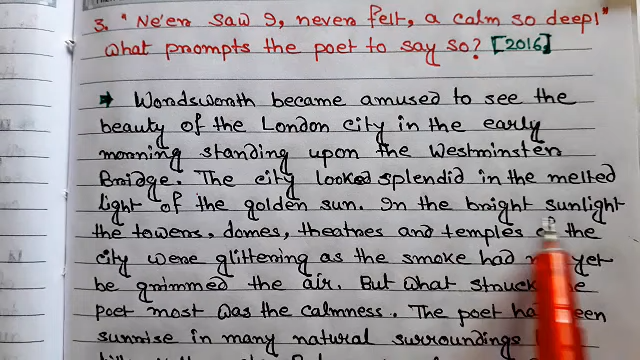 3. "Ne'er saw I, never felt, a calm so deep!"
What prompts the poet to say so? [2016]
→ Wordsworth became amused to see the
beauty of the London city in the early
morning standing upon the Westminster
Bridge. The city looked splendid in the melted
light of the golden sun. In the bright sunlight
the towers, domes, theatres and temples of the
city were glittering as the smoke had yet
be grimmed the air. But what struck
poet most was the calmness. The poet
sunrise in many natural surroundings